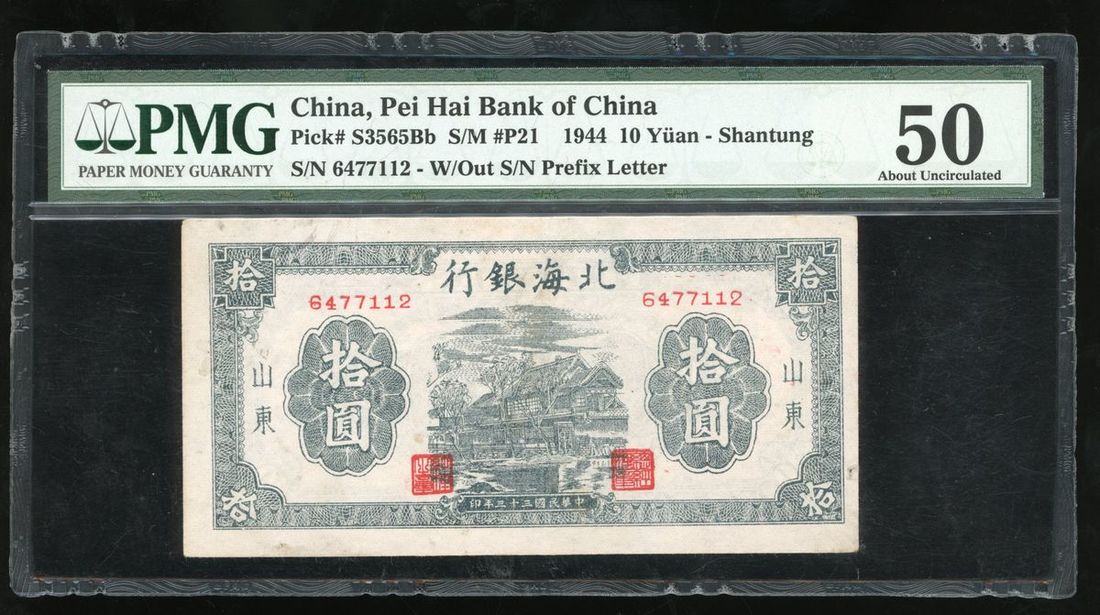 PMG
PAPER MONEY GUARANTY
China, Pei Hai Bank of China
Pick# S3565Bb S/M #P21 1944 10 Yüan - Shantung
S/N 6477112 - W/Out S/N Prefix Letter
50
About Uncirculated
拾
行銀海北
拾
6477112
6477112
山東
拾圓
拾圓
山東
拾
印年三十三國民華中
拾